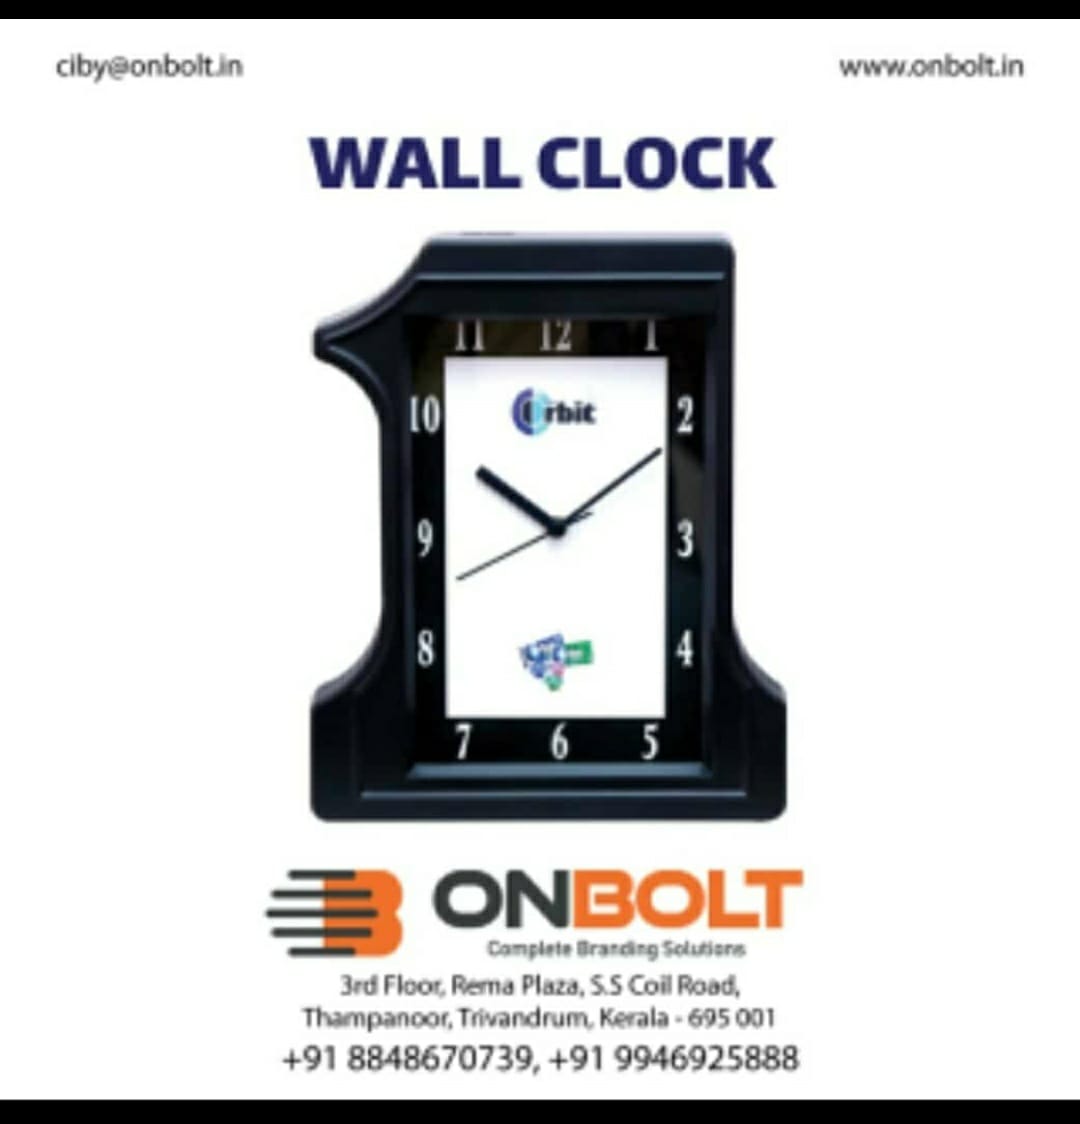 ciby@onbolt.in
www.onbolt.in
WALL CLOCK
11 12 1
10 2
Orbit
9 3
8 4
7 6 5
B ONBOLT
Complete Branding Solutions
3rd Floor, Rema Plaza, S.S Coil Road,
Thampanoor, Trivandrum, Kerala - 695 001
+91 8848670739, +91 9946925888